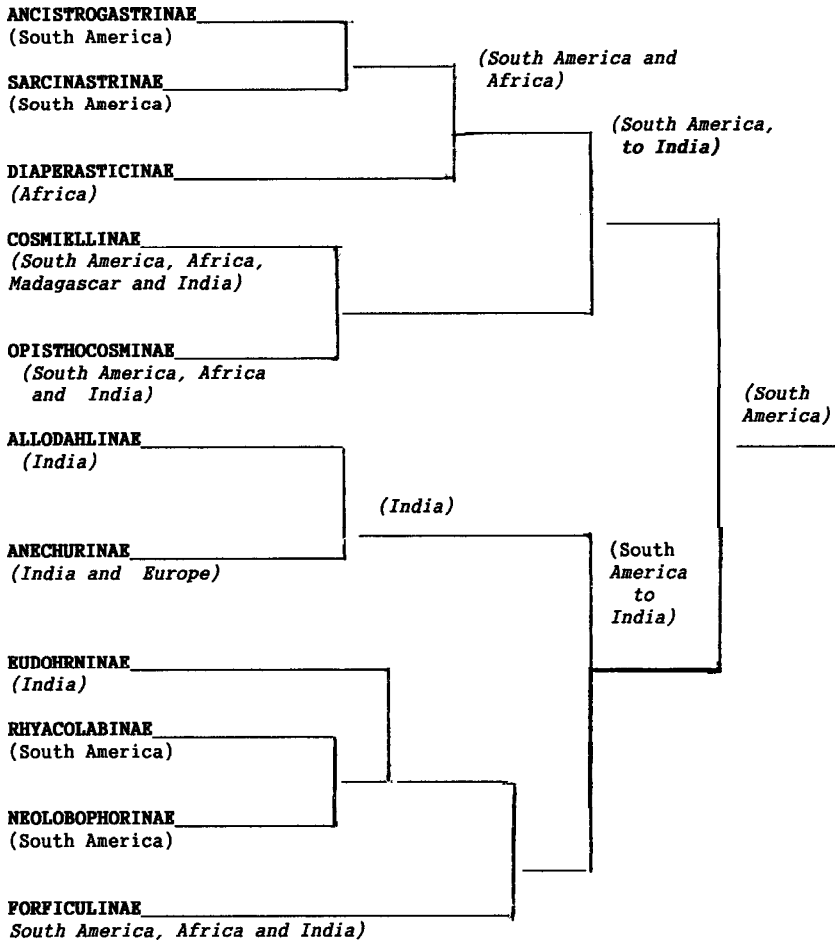 ANCISTROGASTRINAE
(South America)
(South America and
Africa)
SARCINASTRINAE
(South America)
(South America,
to India)
DIAPERASTICINAE
(Africa)
COSMIELLINAE
(South America, Africa,
Madagascar and India)
OPISTHOCOSMINAE
(South America, Africa
and India)
(South
America)
ALLODAHLINAE
(India)
(India)
ANECHURINAE
(India and Europe)
(South
America
to
India)
EUDOHRNINAE
(India)
RHYACOLABINAE
(South America)
NEOLOBOPHORINAE
(South America)
FORFICULINAE
South America, Africa and India)